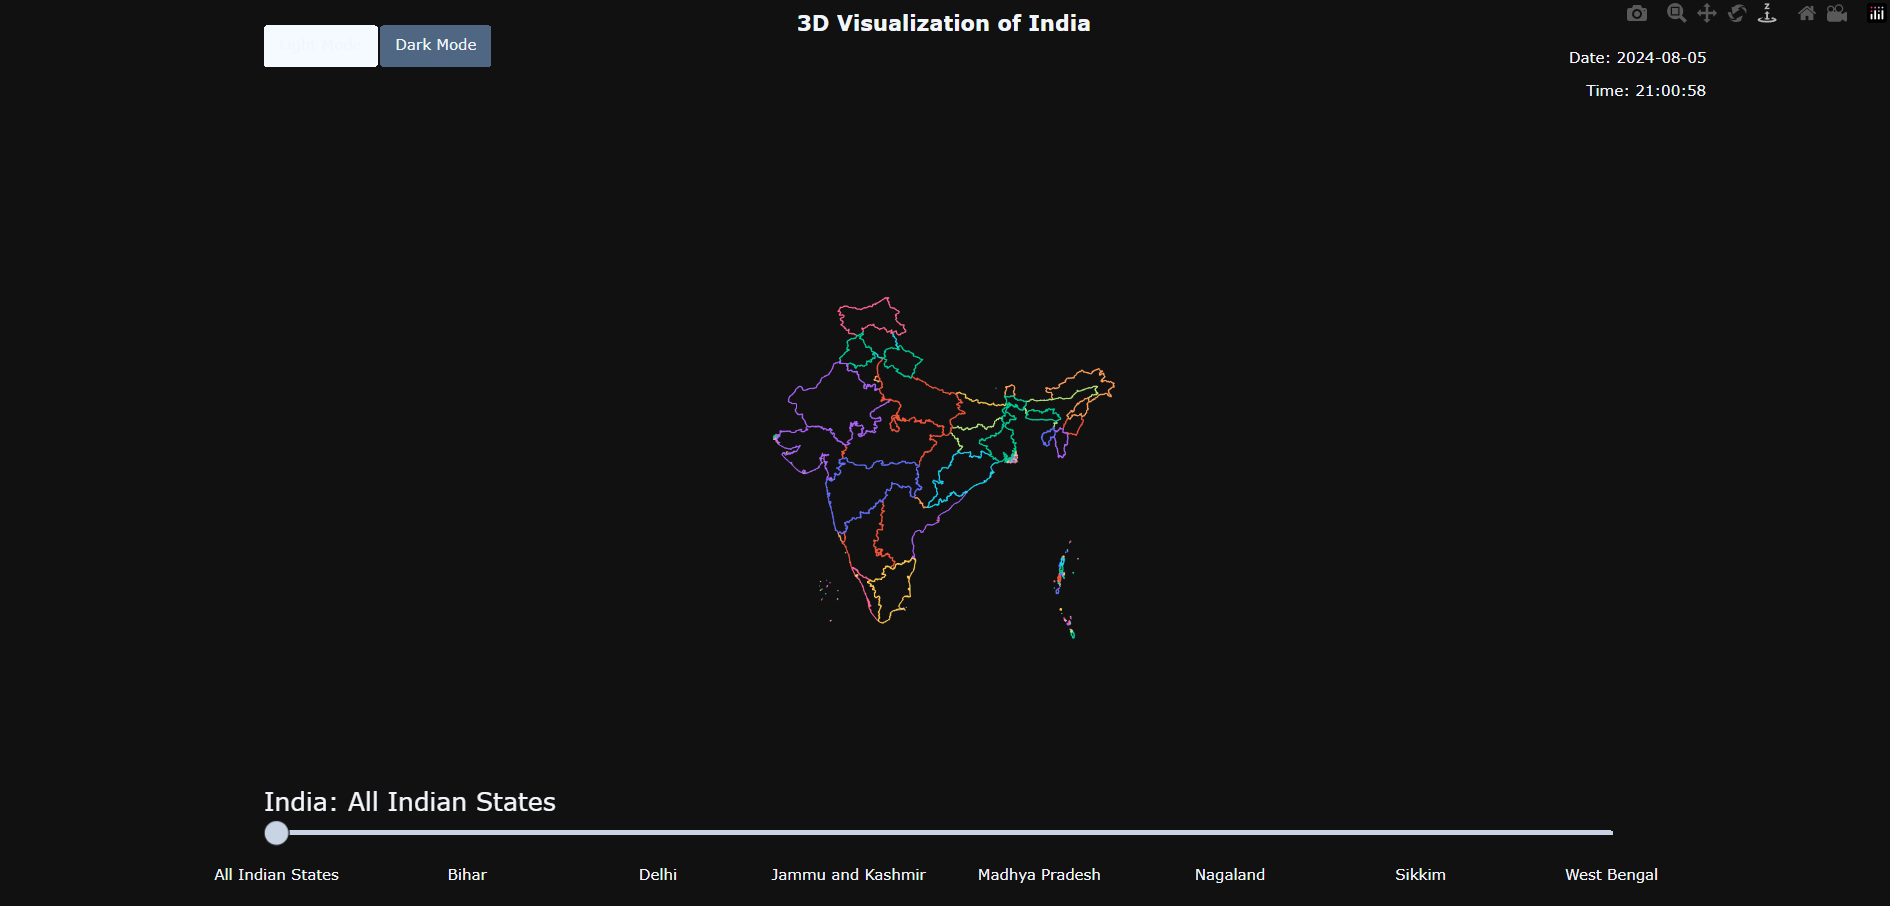 3D Visualization of India
Light Mode
Dark Mode
Date: 2024-08-05
Time: 21:00:58
India: All Indian States
All Indian States
Bihar
Delhi
Jammu and Kashmir
Madhya Pradesh
Nagaland
Sikkim
West Bengal